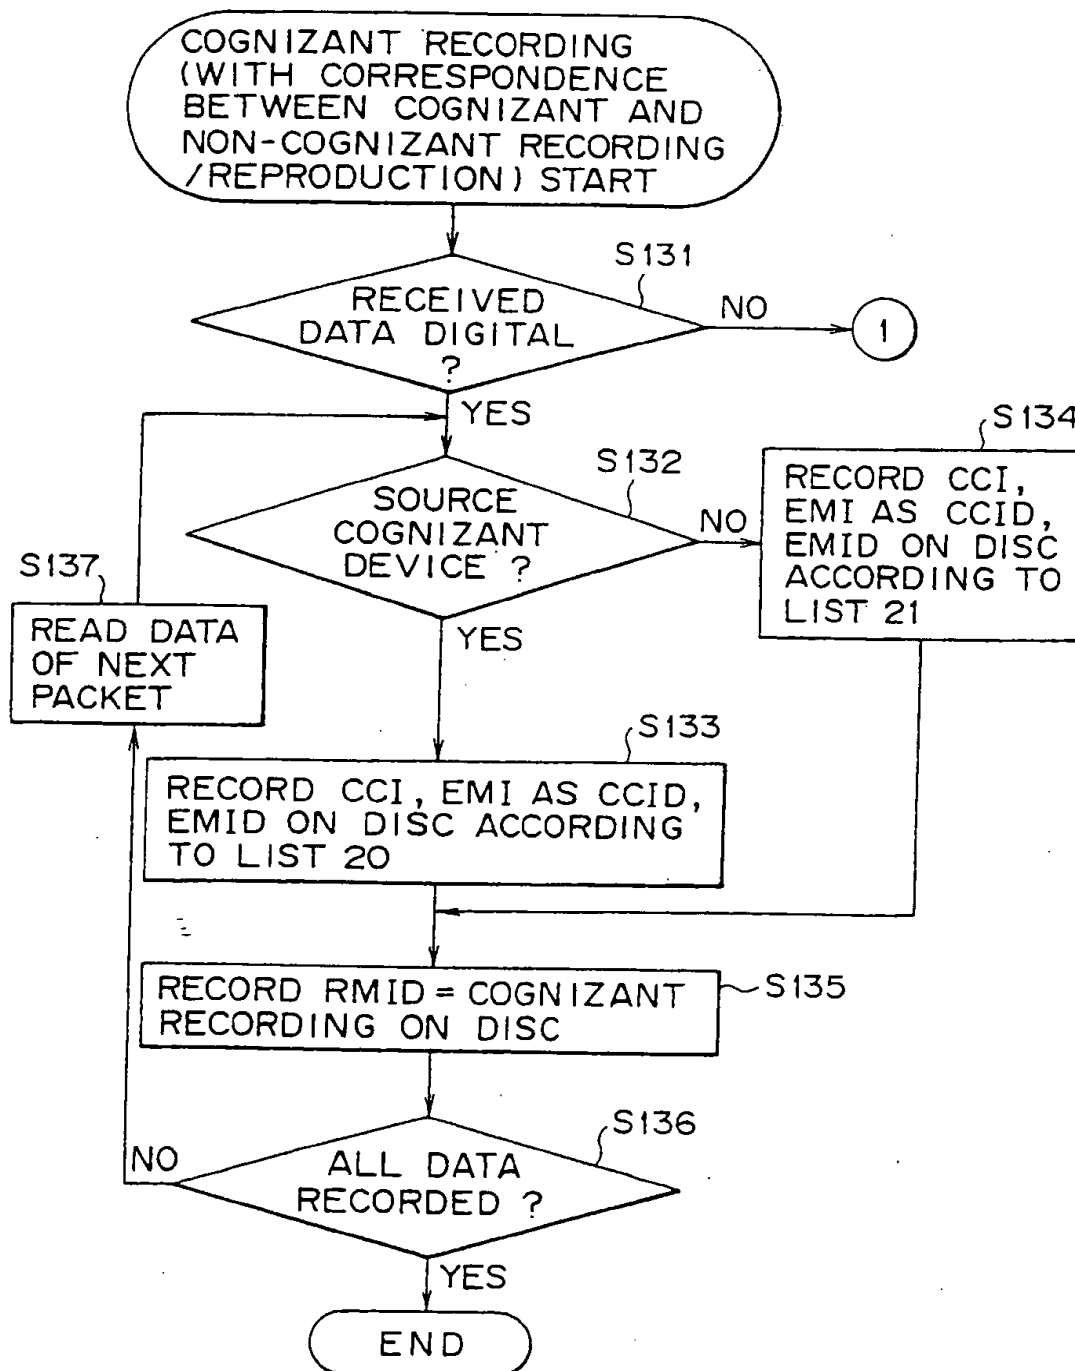 COGNIZANT RECORDING
(WITH CORRESPONDENCE
BETWEEN COGNIZANT AND
NON-COGNIZANT RECORDING
/REPRODUCTION) START
S131
RECEIVED
DATA DIGITAL
?
NO
1
YES
S132
SOURCE
COGNIZANT
DEVICE ?
NO
S134
RECORD CCI,
EMI AS CCID,
EMID ON DISC
ACCORDING TO
LIST 21
S137
READ DATA
OF NEXT
PACKET
YES
S133
RECORD CCI, EMI AS CCID,
EMID ON DISC ACCORDING
TO LIST 20
RECORD RMID = COGNIZANT
RECORDING ON DISC
S135
S136
ALL DATA
RECORDED ?
NO
YES
END